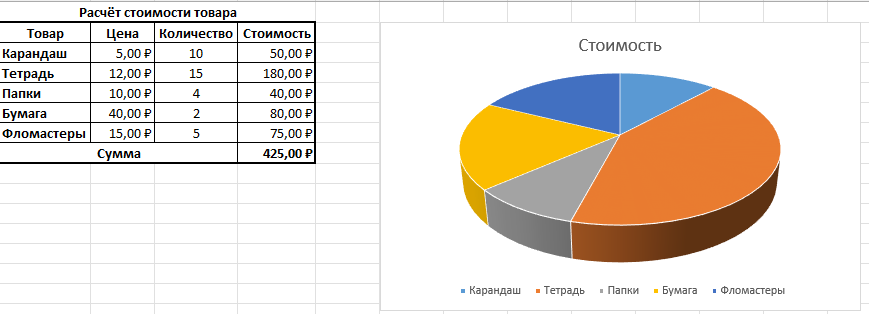 Расчёт стоимости товара
Товар Цена Количество Стоимость
Карандаш 5,00 ₽ 10 50,00 ₽
Тетрадь 12,00 ₽ 15 180,00 ₽
Папки 10,00 ₽ 4 40,00 ₽
Бумага 40,00 ₽ 2 80,00 ₽
Фломастеры 15,00 ₽ 5 75,00 ₽
Сумма 425,00 ₽
Стоимость
Карандаш Тетрадь Папки Бумага Фломастеры